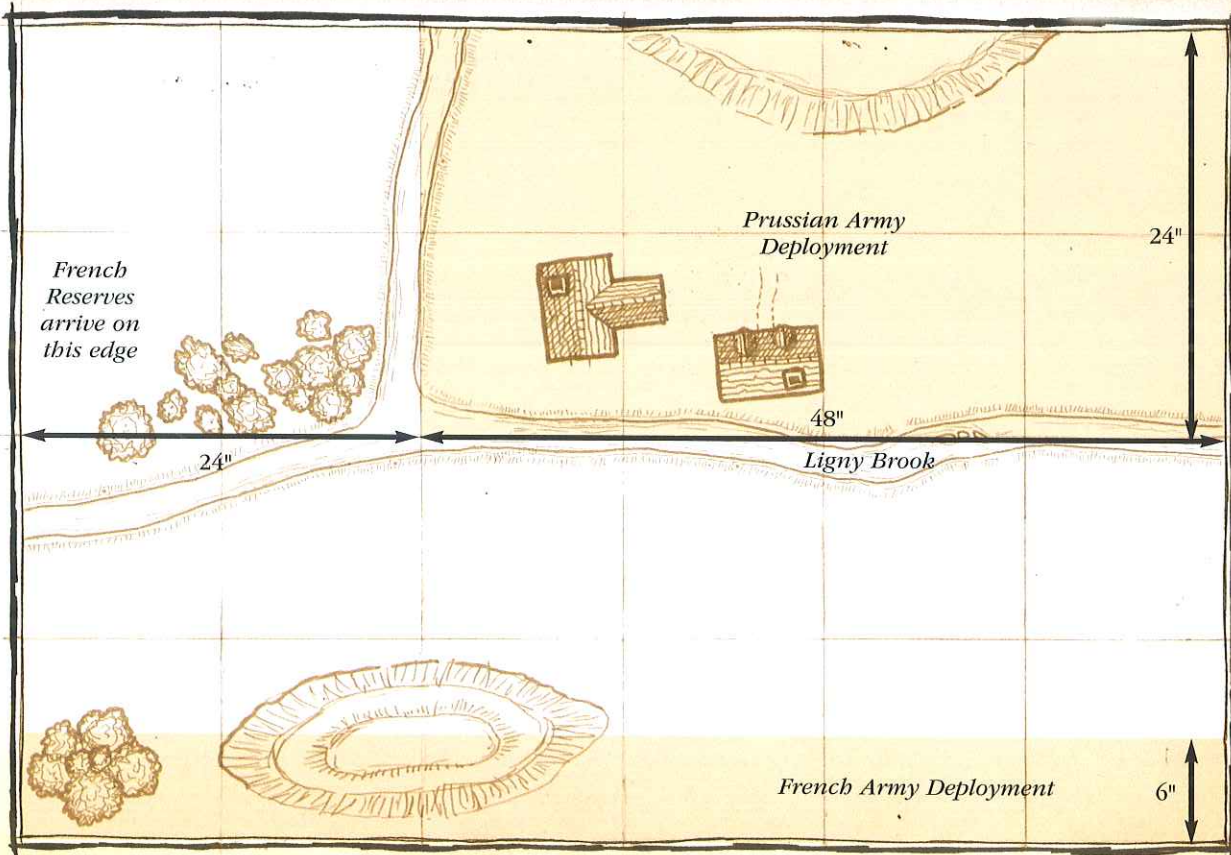 Prussian Army
Deployment
24"
French
Reserves
arrive on
this edge
48"
24"
Ligny Brook
French Army Deployment
6"